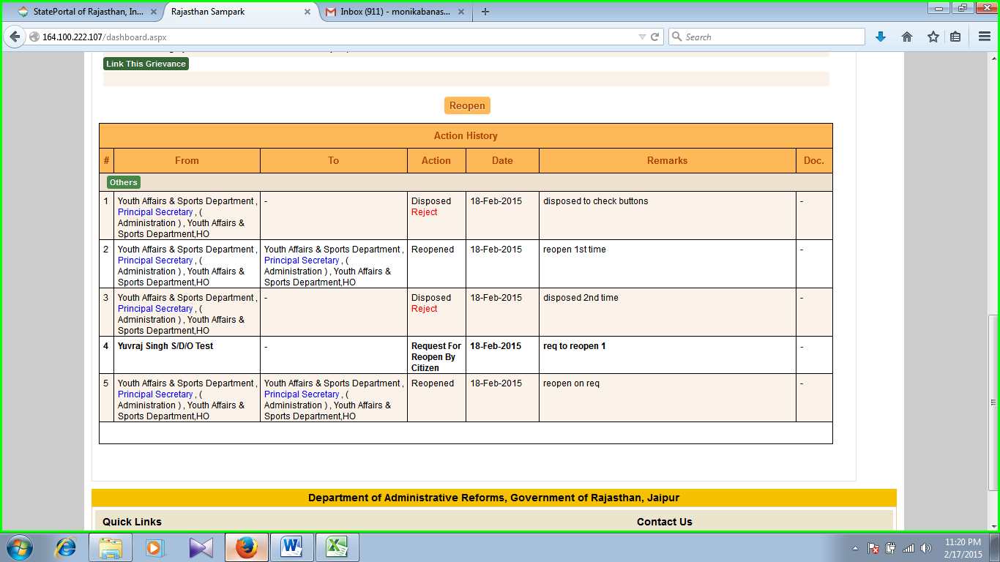 StatePortal of Rajasthan, In...
Rajasthan Sampark
Inbox (911) - monikabanas...
164.100.222.107/dashboard.aspx
Search
Link This Grievance
Reopen
Action History
# From To Action Date Remarks Doc.
Others
1 Youth Affairs & Sports Department , - Disposed 18-Feb-2015 disposed to check buttons -
Principal Secretary , ( Reject
Administration ) , Youth Affairs &
Sports Department,HO
2 Youth Affairs & Sports Department , Youth Affairs & Sports Department , Reopened 18-Feb-2015 reopen 1st time -
Principal Secretary , ( Principal Secretary , (
Administration ) , Youth Affairs & Administration ) , Youth Affairs &
Sports Department,HO Sports Department,HO
3 Youth Affairs & Sports Department , - Disposed 18-Feb-2015 disposed 2nd time -
Principal Secretary , ( Reject
Administration ) , Youth Affairs &
Sports Department,HO
4 Yuvraj Singh S/D/O Test - Request For 18-Feb-2015 req to reopen 1 -
Reopen By
Citizen
5 Youth Affairs & Sports Department , Youth Affairs & Sports Department , Reopened 18-Feb-2015 reopen on req -
Principal Secretary , ( Principal Secretary , (
Administration ) , Youth Affairs & Administration ) , Youth Affairs &
Sports Department,HO Sports Department,HO
Department of Administrative Reforms, Government of Rajasthan, Jaipur
Quick Links Contact Us
11:20 PM
2/17/2015